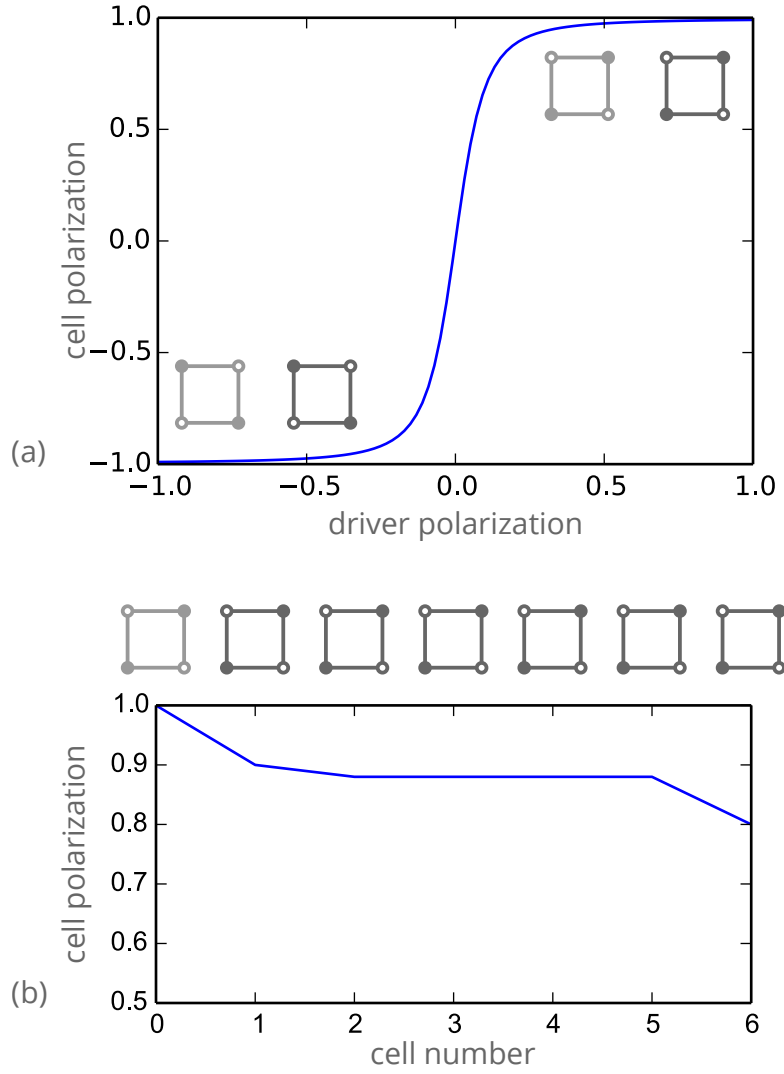 1.0
0.5
0.0
−0.5
−1.0
cell polarization
(a)
−1.0 −0.5 0.0 0.5 1.0
driver polarization
1.0
0.9
0.8
0.7
0.6
0.5
cell polarization
(b)
0 1 2 3 4 5 6
cell number